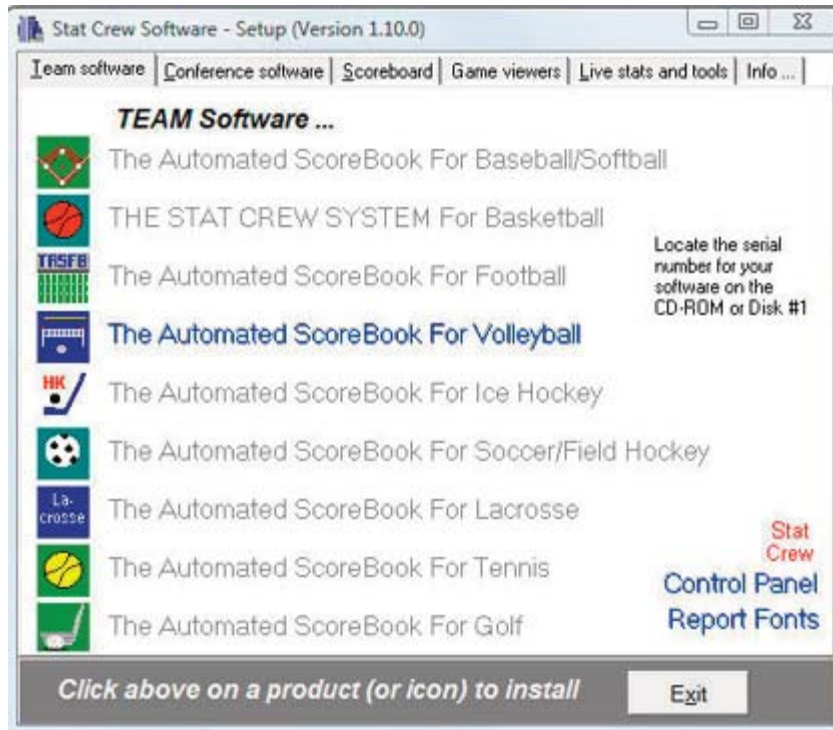 Stat Crew Software - Setup (Version 1.10.0)
Team software Conference software Scoreboard Game viewers Live stats and tools Info ...
TEAM Software ...
The Automated ScoreBook For Baseball/Softball
THE STAT CREW SYSTEM For Basketball
TASFB
The Automated ScoreBook For Football
Locate the serial
number for your
software on the
CD-ROM or Disk #1
The Automated ScoreBook For Volleyball
HK
The Automated ScoreBook For Ice Hockey
The Automated ScoreBook For Soccer/Field Hockey
La-
crosse
The Automated ScoreBook For Lacrosse
The Automated ScoreBook For Tennis
The Automated ScoreBook For Golf
Stat
Crew
Control Panel
Report Fonts
Click above on a product (or icon) to install
Exit